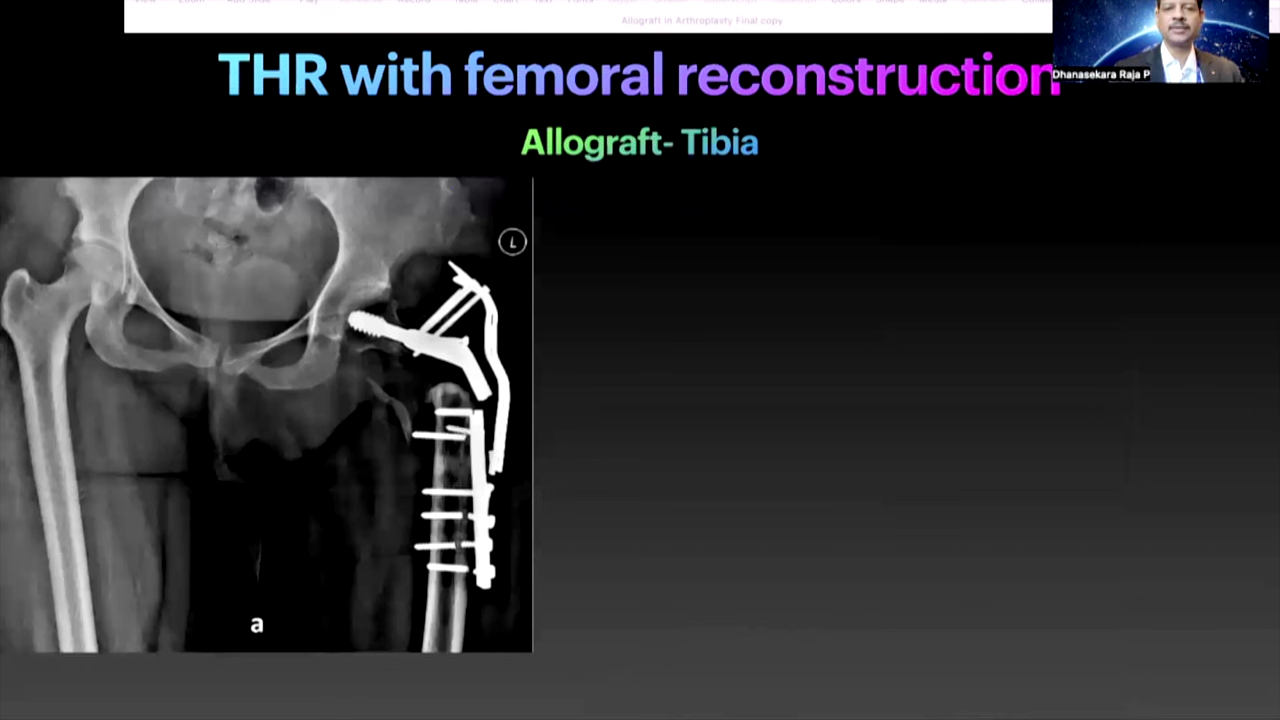 Allograft in Arthroplasty Final copy
Dhanasekara Raja P
THR with femoral reconstruction
Allograft- Tibia
L
a